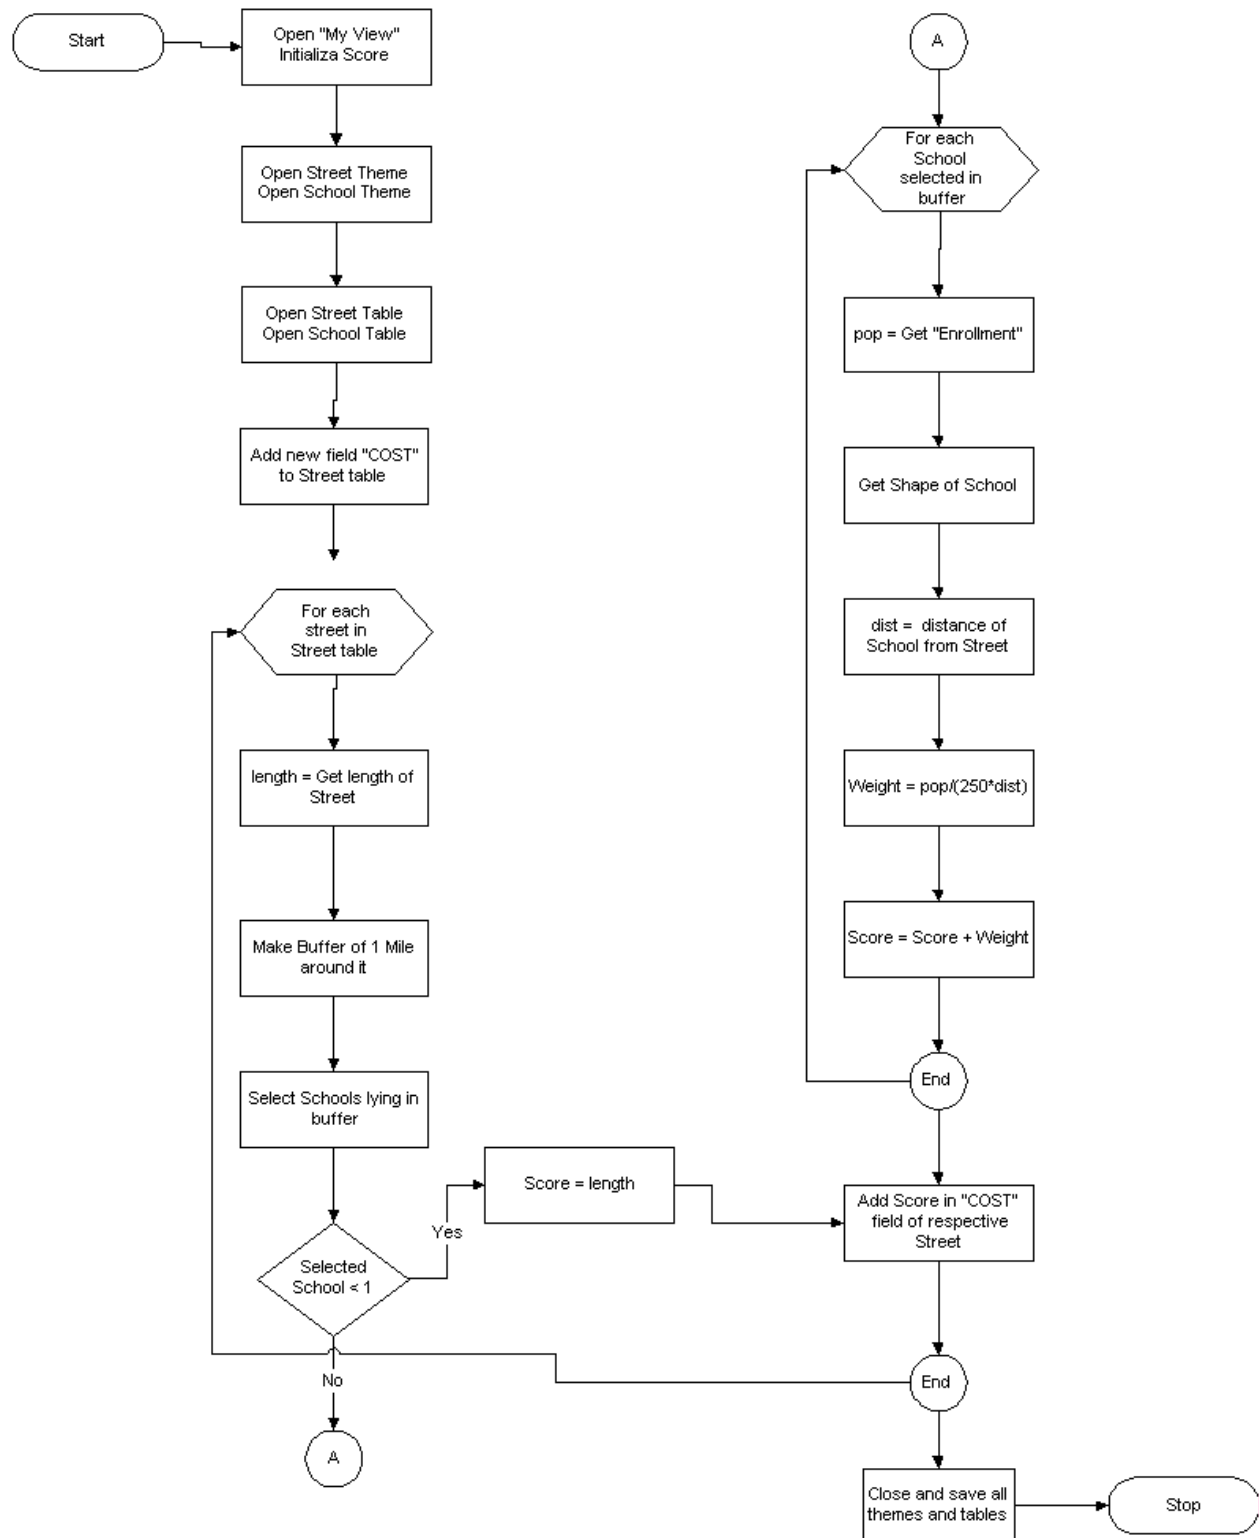 Start
Open "My View"
Initializa Score
Open Street Theme
Open School Theme
Open Street Table
Open School Table
Add new field "COST"
to Street table
For each
street in
Street table
length = Get length of
Street
Make Buffer of 1 Mile
around it
Select Schools lying in
buffer
Selected
School < 1
Yes
No
A
Score = length
A
For each
School
selected in
buffer
pop = Get "Enrollment"
Get Shape of School
dist = distance of
School from Street
Weight = pop/(250*dist)
Score = Score + Weight
End
Add Score in "COST"
field of respective
Street
End
Close and save all
themes and tables
Stop